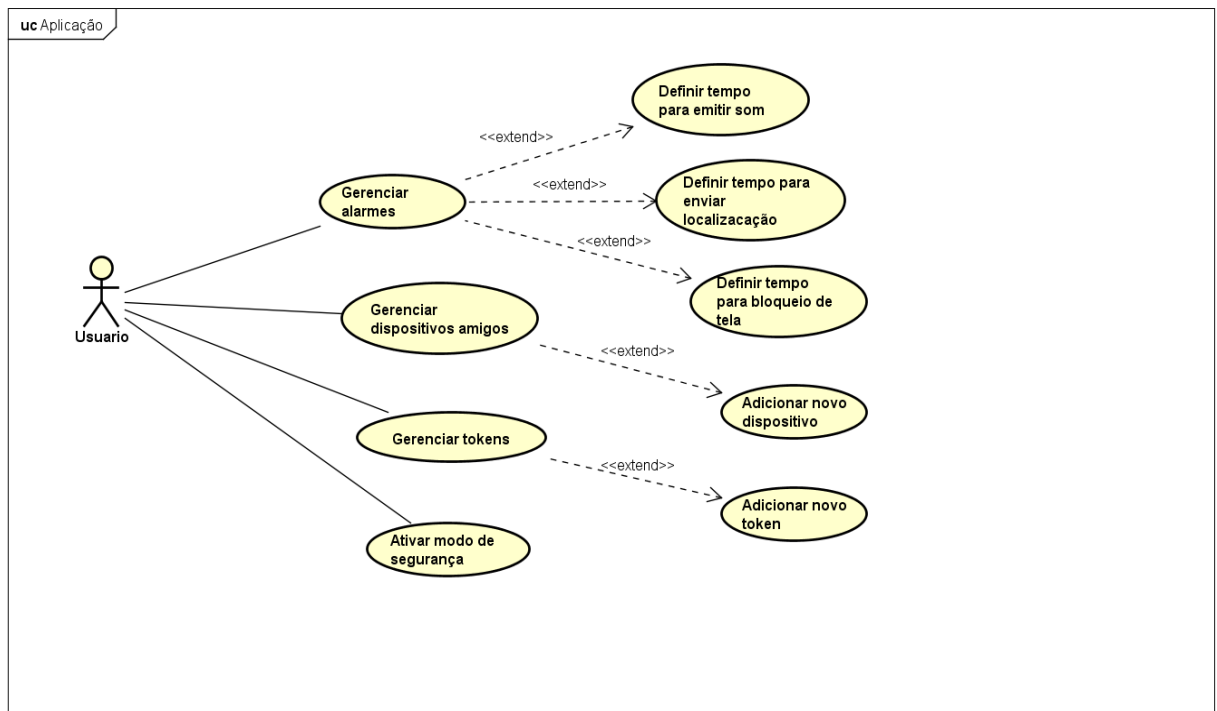 uc Aplicação
Definir tempo
para emitir som
<<extend>>
<<extend>>
Definir tempo para
enviar
localizacação
Gerenciar
alarmes
<<extend>>
Definir tempo
para bloqueio de
tela
Usuario
Gerenciar
dispositivos amigos
<<extend>>
Adicionar novo
dispositivo
Gerenciar tokens
<<extend>>
Adicionar novo
token
Ativar modo de
segurança